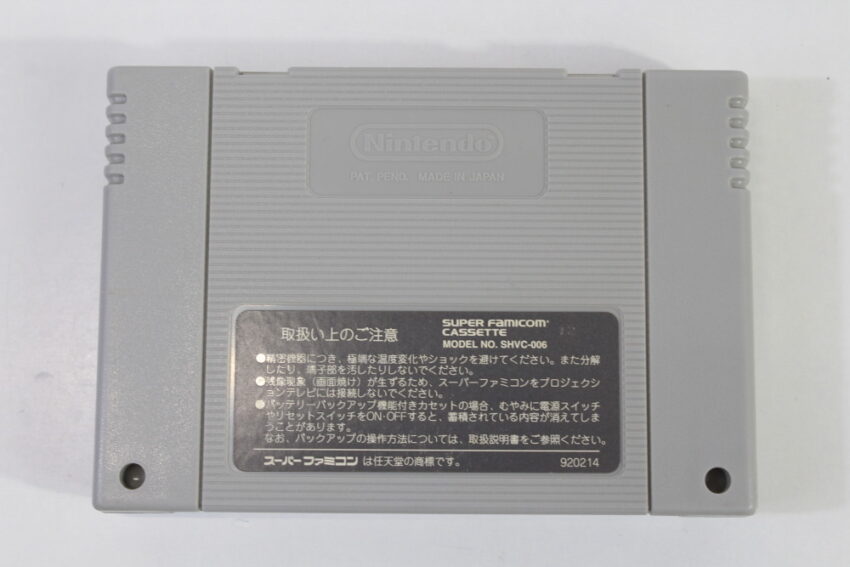 Nintendo
PAT. PEND. MADE IN JAPAN
取扱い上のご注意
SUPER FAMICOM
CASSETTE
MODEL NO. SHVC-006
12
●精密機器につき、極端な温度変化やショックを避けてください。また分解
したり、端子部を汚したりしないでください。
●残像現象（画面焼け）が生ずるため、スーパーファミコンをプロジェクシ
ョンテレビには接続しないでください。
●バッテリーバックアップ機能付きカセットの場合、むやみに電源スイッチ
やリセットスイッチをON・OFFすると、蓄積されている内容が消えてしま
うことがあります。
なお、バックアップの操作方法については、取扱説明書をご参照ください。
スーパーファミコン は任天堂の商標です。
920214